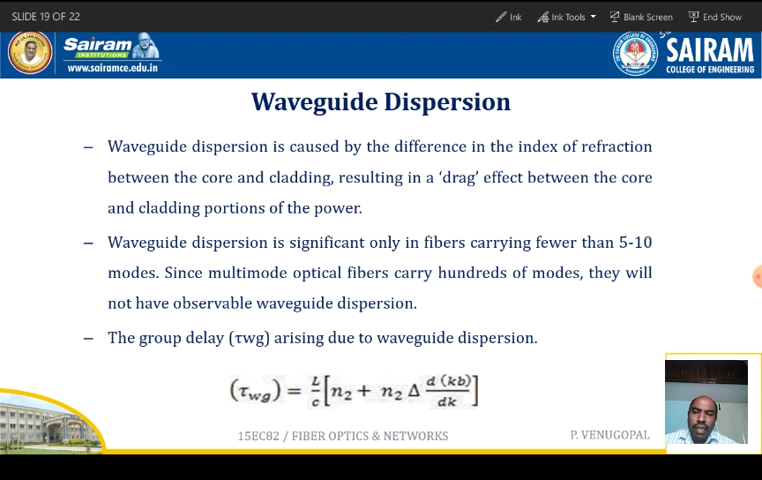 SLIDE 19 OF 22
Ink
Ink Tools
Blank Screen
End Show
Sairam
INSTITUTIONS
www.sairamce.edu.in
SAIRAM
COLLEGE OF ENGINEERING
Waveguide Dispersion
– Waveguide dispersion is caused by the difference in the index of refraction
between the core and cladding, resulting in a ‘drag’ effect between the core
and cladding portions of the power.
– Waveguide dispersion is significant only in fibers carrying fewer than 5-10
modes. Since multimode optical fibers carry hundreds of modes, they will
not have observable waveguide dispersion.
– The group delay (τwg) arising due to waveguide dispersion.
(τwg) = L/c [n2 + n2 Δ d (kb)/dk]
15EC82 / FIBER OPTICS & NETWORKS
P. VENUGOPAL